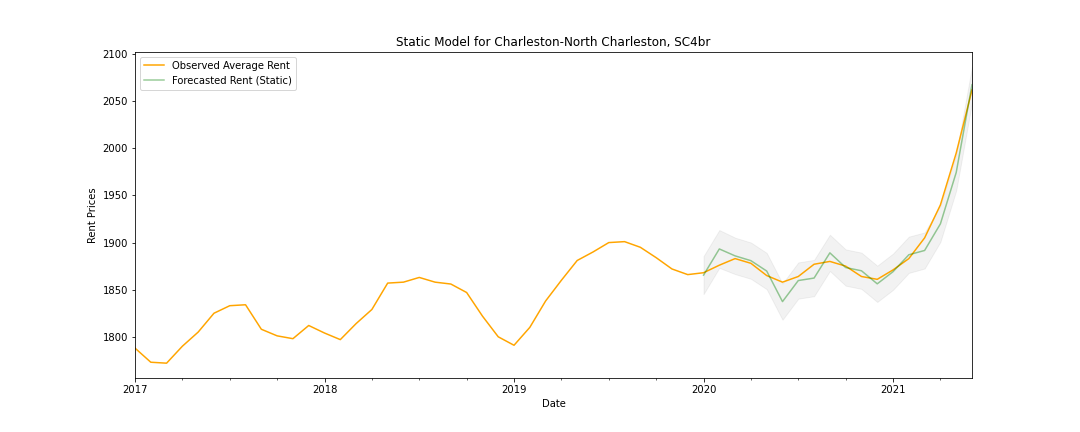 Static Model for Charleston-North Charleston, SC4br
Observed Average Rent
Forecasted Rent (Static)
2100
2050
2000
1950
1900
1850
1800
Rent Prices
2017 2018 2019 2020 2021
Date